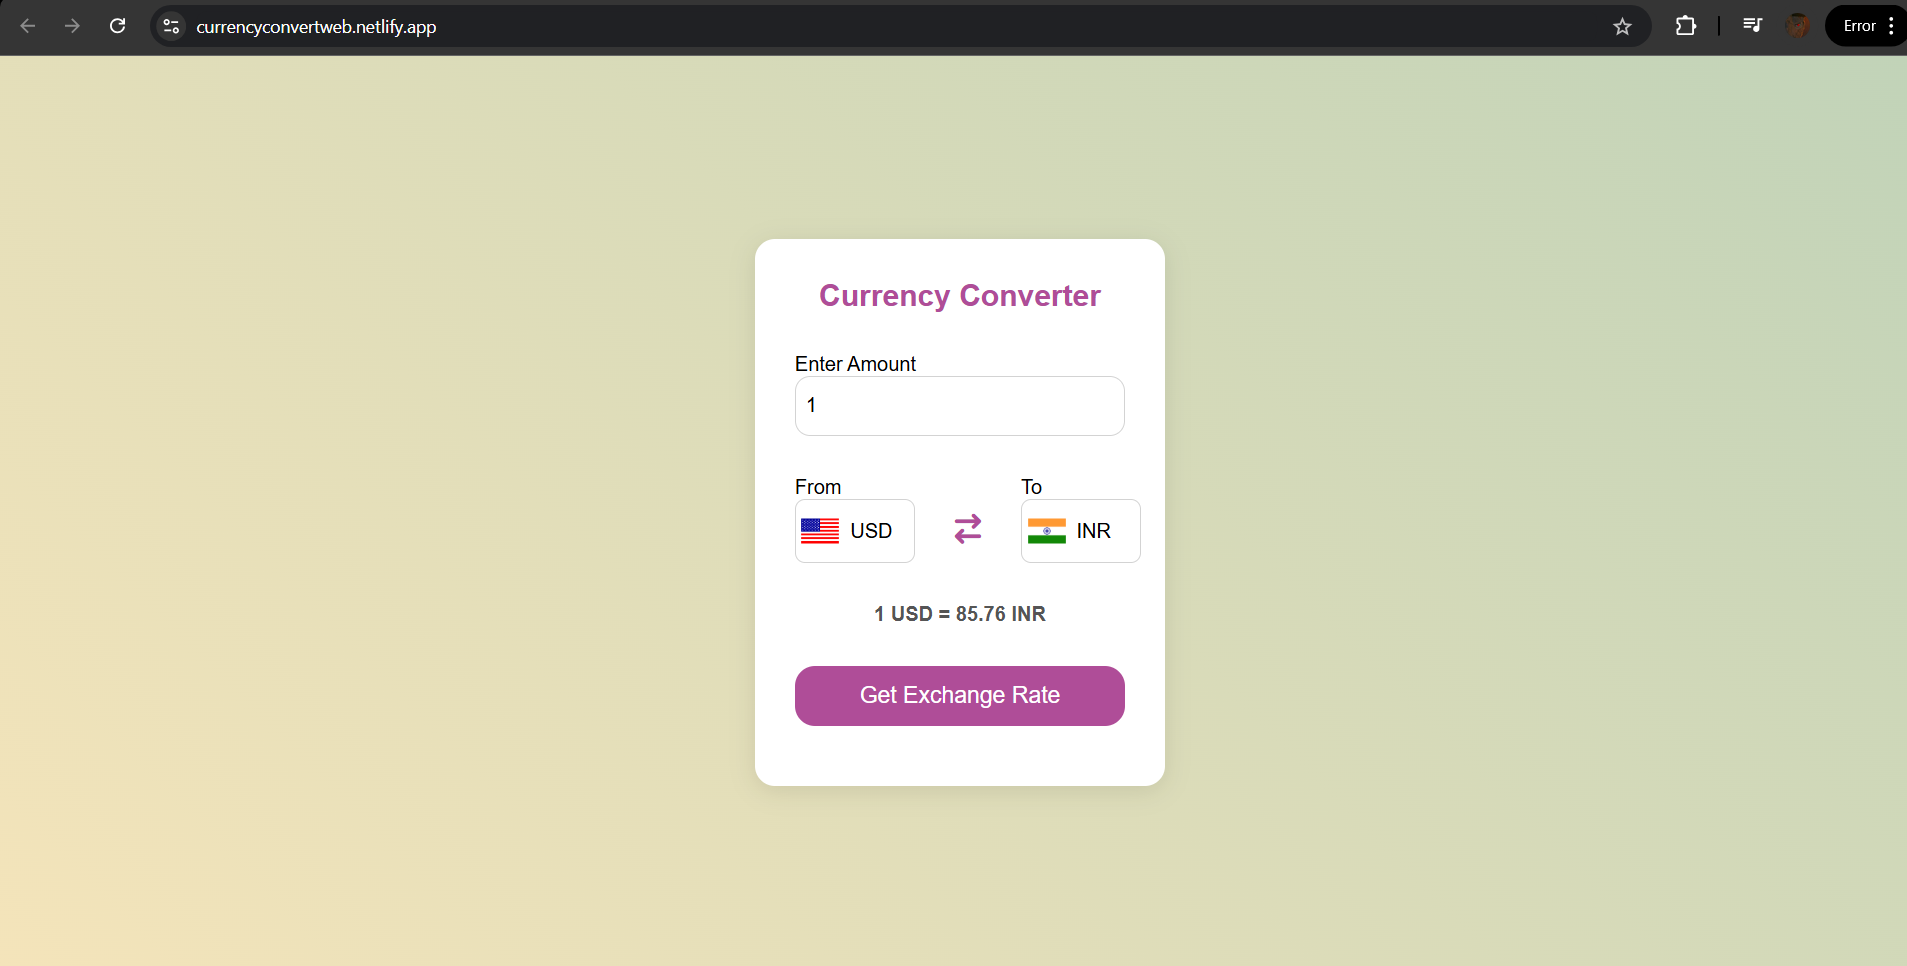 currencyconvertweb.netlify.app
Error
Currency Converter
Enter Amount
1
From
To
USD
INR
1 USD = 85.76 INR
Get Exchange Rate